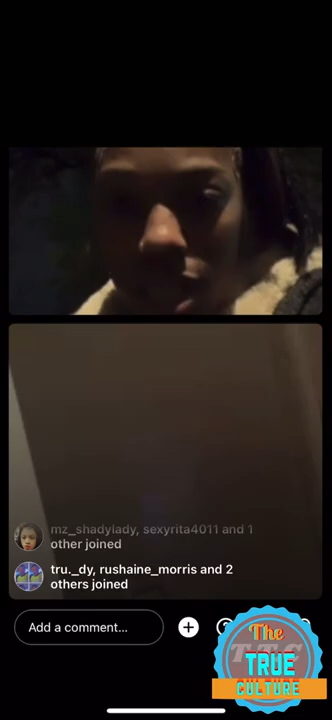 mz_shadylady, sexyrita4011 and 1
other joined
tru._dy, rushaine_morris and 2
others joined
Add a comment...
The
TRUE
CULTURE